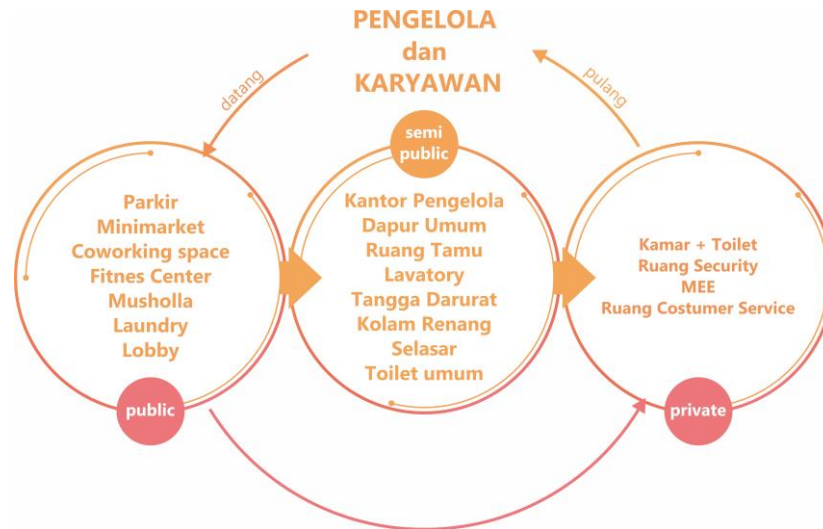 PENGELOLA
dan
KARYAWAN
datang
pulang
semi
public
Parkir
Minimarket
Coworking space
Fitnes Center
Musholla
Laundry
Lobby
public
Kantor Pengelola
Dapur Umum
Ruang Tamu
Lavatory
Tangga Darurat
Kolam Renang
Selasar
Toilet umum
Kamar + Toilet
Ruang Security
MEE
Ruang Costumer Service
private